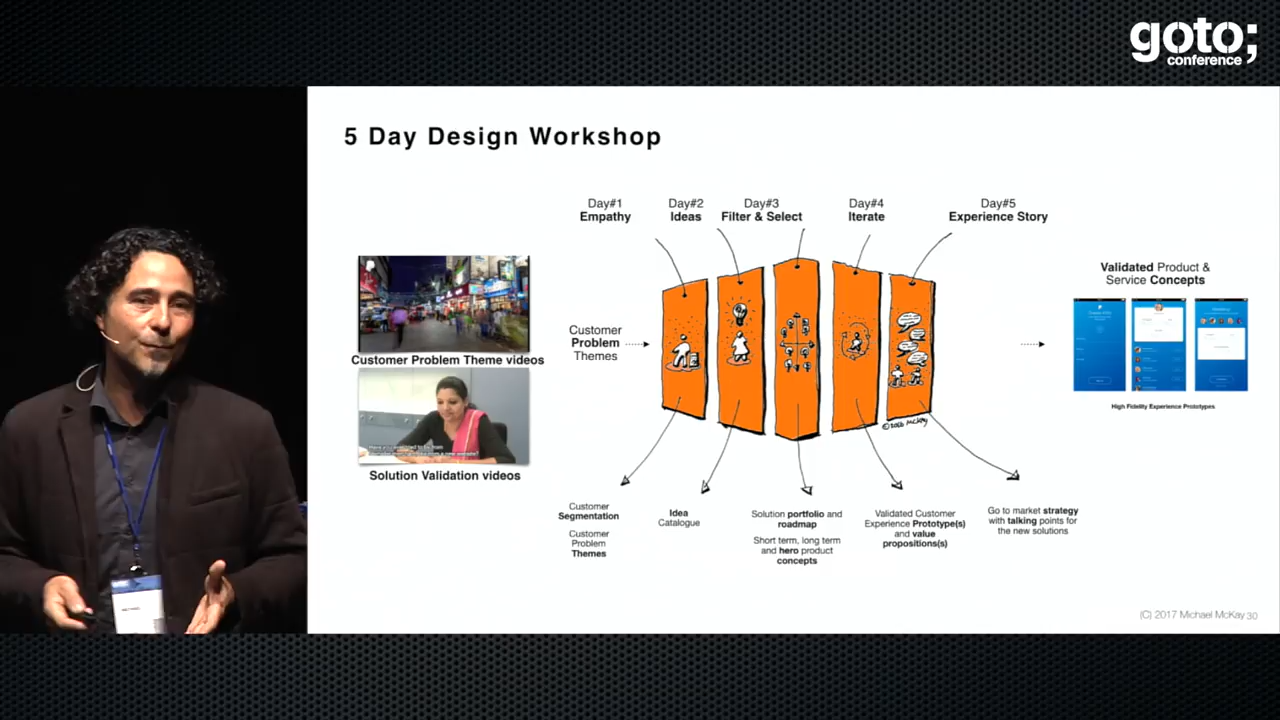 goto;
conference
5 Day Design Workshop
Day#1
Empathy
Day#2
Ideas
Day#3
Filter & Select
Day#4
Iterate
Day#5
Experience Story
Customer Problem Theme videos
Solution Validation videos
Customer
Problem
Themes
©2016 McKay
Validated Product &
Service Concepts
High Fidelity Experience Prototypes
Customer
Segmentation
Customer
Problem
Themes
Idea
Catalogue
Solution portfolio and
roadmap
Short term, long term
and hero product
concepts
Validated Customer
Experience Prototype(s)
and value
propositions(s)
Go to market strategy
with talking points for
the new solutions
(C) 2017 Michael McKay 30